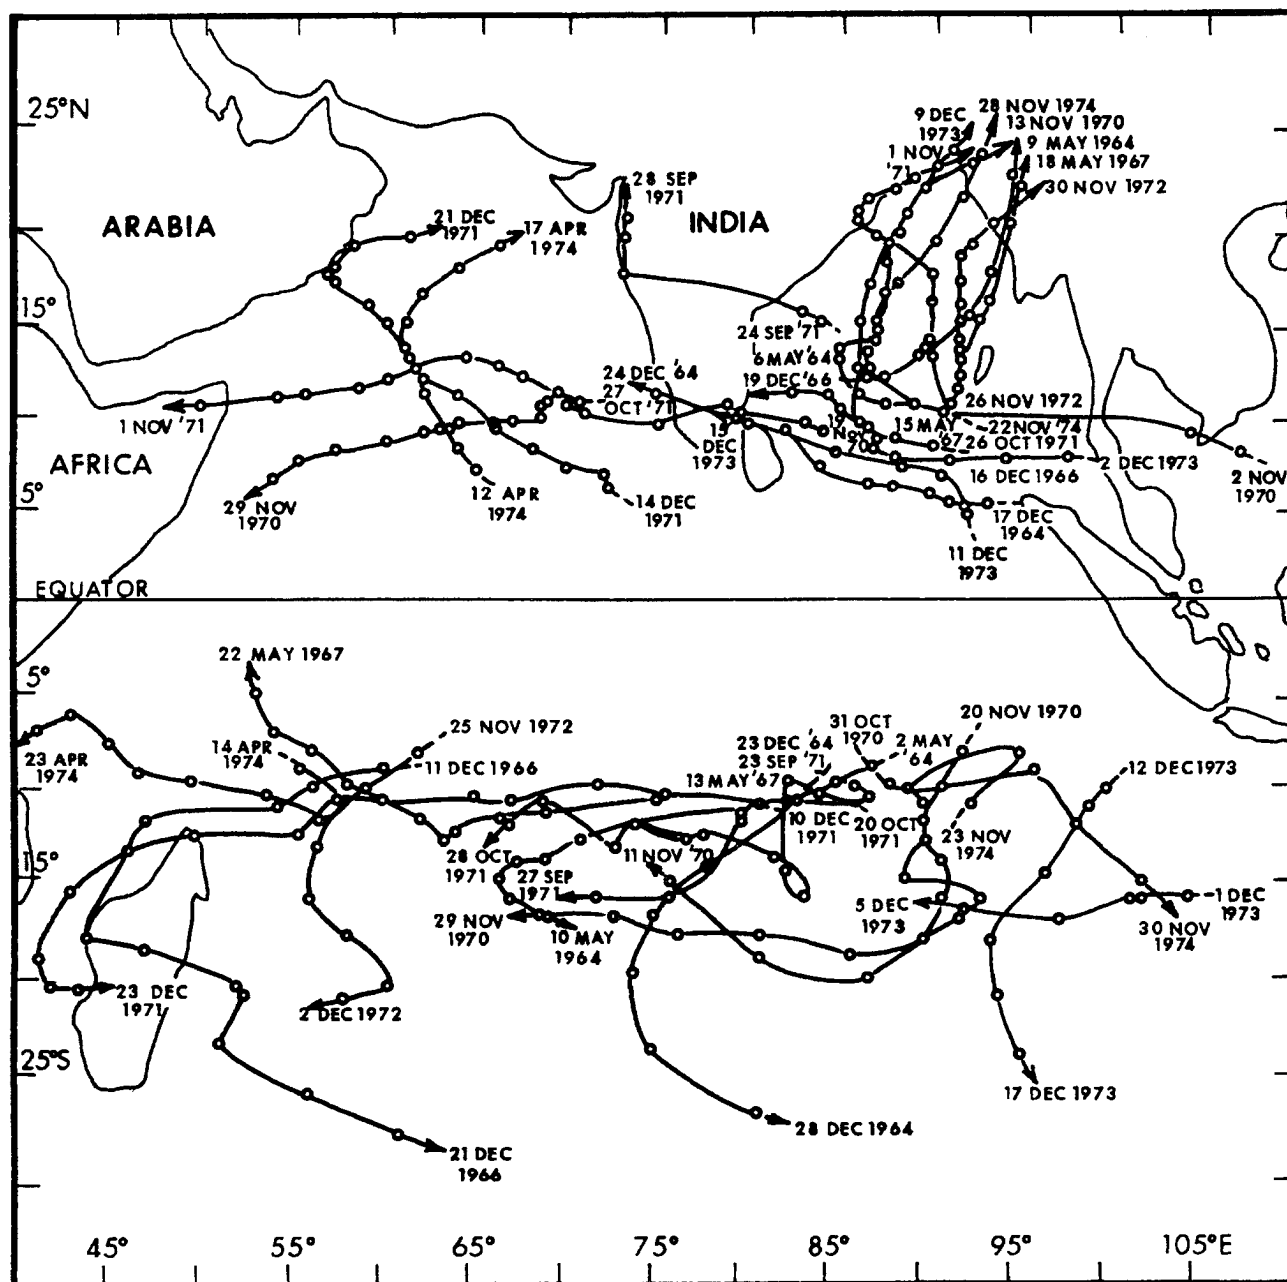 25°N
9 DEC
1973
28 NOV 1974
13 NOV 1970
9 MAY 1964
18 MAY 1967
30 NOV 1972
1 NOV
'71
28 SEP
1971
ARABIA
INDIA
21 DEC
1971
17 APR
1974
15°
24 SEP '71
6 MAY '64
19 DEC '66
24 DEC '64
27
OCT '71
1 NOV '71
15
DEC
1973
26 NOV 1972
15 MAY
'67
22 NOV '74
26 OCT 1971
16 DEC 1966
2 DEC 1973
2 NOV
1970
AFRICA
5°
29 NOV
1970
12 APR
1974
14 DEC
1971
17 DEC
1964
11 DEC
1973
EQUATOR
5°
22 MAY 1967
25 NOV 1972
14 APR
1974
11 DEC 1966
23 APR
1974
31 OCT
1970
20 NOV 1970
23 DEC '64
23 SEP '71
13 MAY '67
2 MAY
'64
12 DEC 1973
10 DEC
1971
20 OCT
1971
23 NOV
1974
28 OCT
1971
11 NOV '70
15°
27 SEP
1971
29 NOV
1970
10 MAY
1964
5 DEC
1973
1 DEC
1973
30 NOV
1974
23 DEC
1971
2 DEC 1972
25°S
17 DEC 1973
28 DEC 1964
21 DEC
1966
45°
55°
65°
75°
85°
95°
105°E